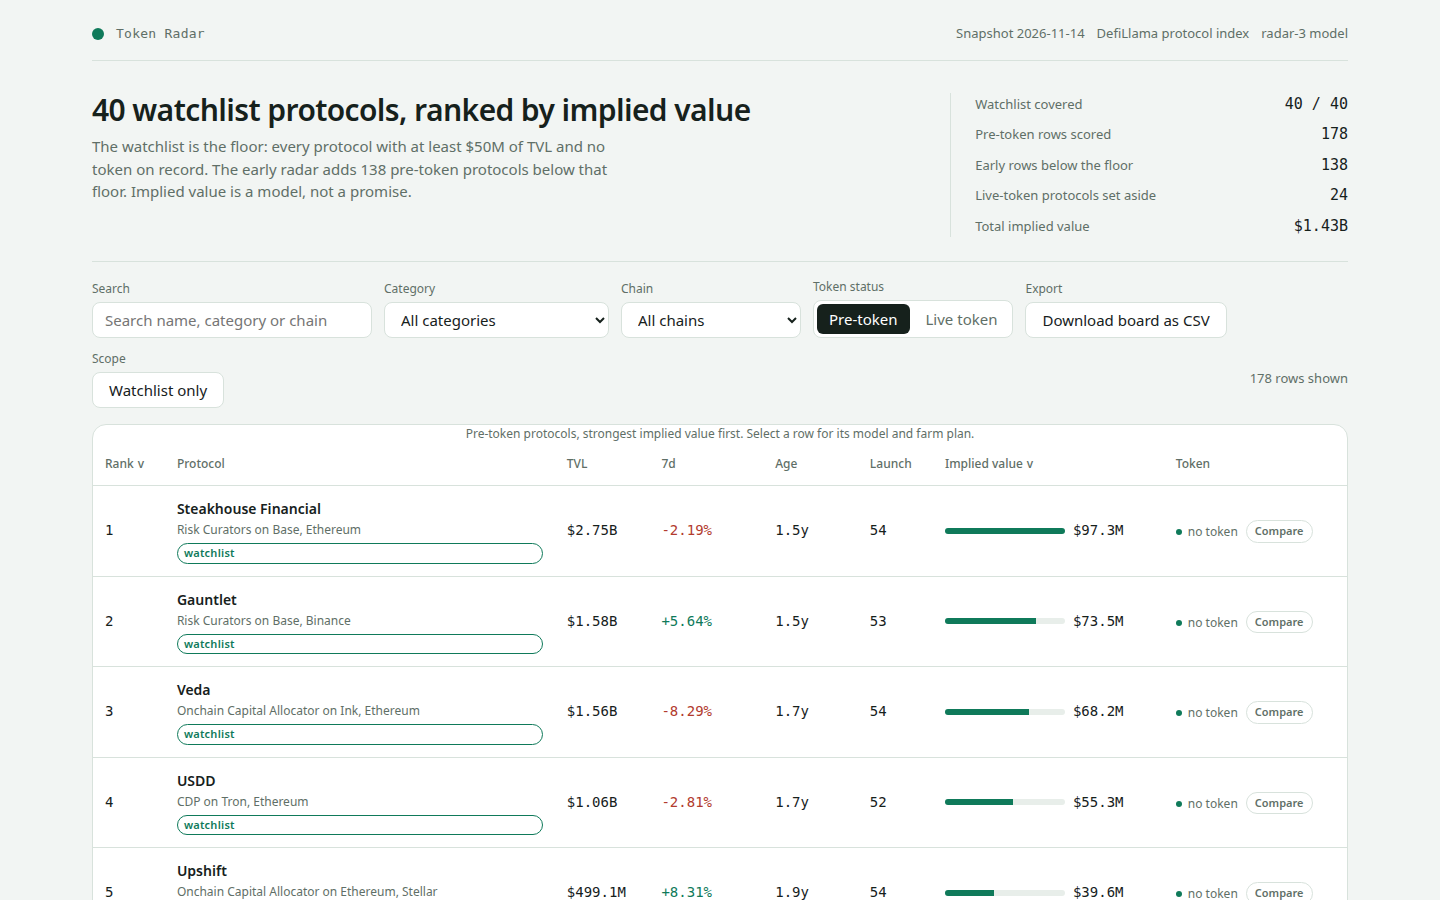 Token Radar
Snapshot 2026-11-14 DefiLlama protocol index radar-3 model
40 watchlist protocols, ranked by implied value
The watchlist is the floor: every protocol with at least $50M of TVL and no
token on record. The early radar adds 138 pre-token protocols below that
floor. Implied value is a model, not a promise.
Watchlist covered 40 / 40
Pre-token rows scored 178
Early rows below the floor 138
Live-token protocols set aside 24
Total implied value $1.43B
Search Category Chain Token status Export
Search name, category or chain All categories All chains Pre-token Live token Download board as CSV
Scope
Watchlist only
178 rows shown
Pre-token protocols, strongest implied value first. Select a row for its model and farm plan.
Rank v Protocol TVL 7d Age Launch Implied value v Token
Steakhouse Financial
1 Risk Curators on Base, Ethereum $2.75B -2.19% 1.5y 54 $97.3M no token Compare
watchlist
Gauntlet
2 Risk Curators on Base, Binance $1.58B +5.64% 1.5y 53 $73.5M no token Compare
watchlist
Veda
3 Onchain Capital Allocator on Ink, Ethereum $1.56B -8.29% 1.7y 54 $68.2M no token Compare
watchlist
USDD
4 CDP on Tron, Ethereum $1.06B -2.81% 1.7y 52 $55.3M no token Compare
watchlist
Upshift
5 Onchain Capital Allocator on Ethereum, Stellar $499.1M +8.31% 1.9y 54 $39.6M no token Compare